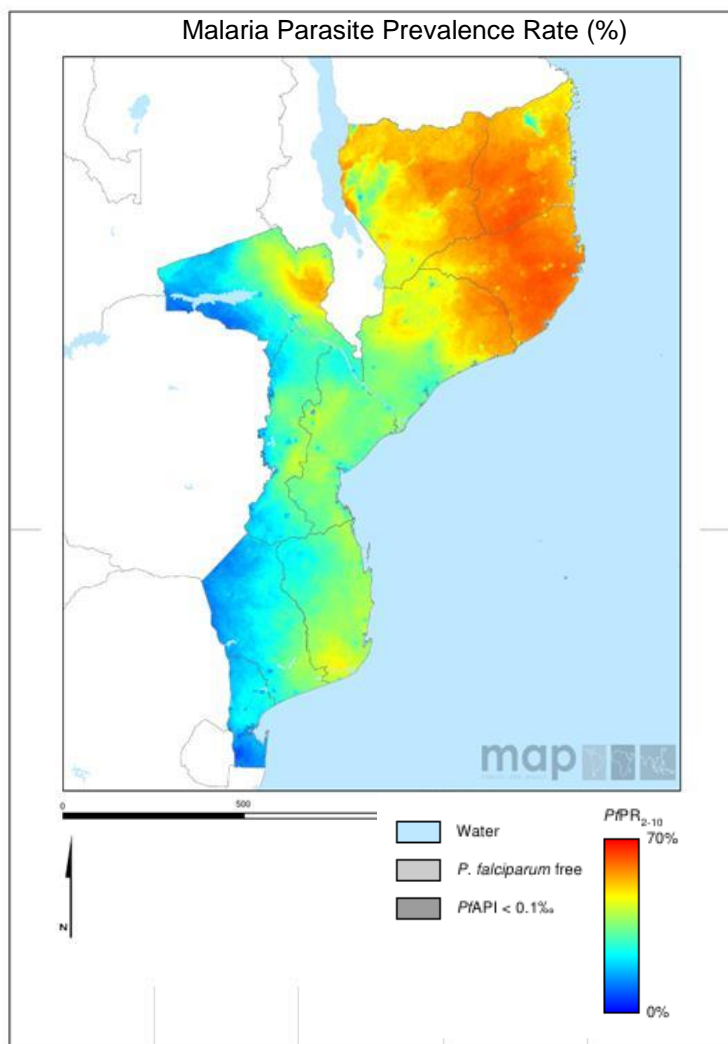 Malaria Parasite Prevalence Rate (%)
map
0
500
Water
P. falciparum free
PfAPI < 0.1‰
PfPR2-10
70%
0%
N